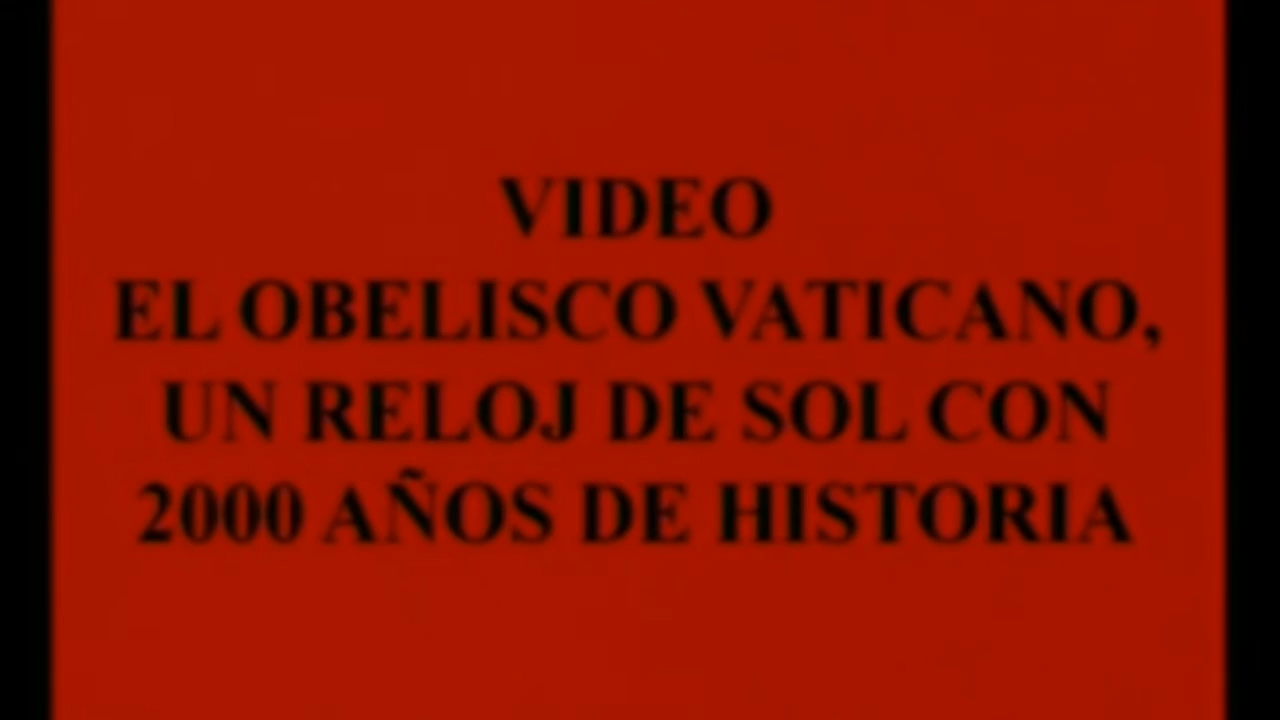 VIDEO
EL OBELISCO VATICANO,
UN RELOJ DE SOL CON
2000 AÑOS DE HISTORIA